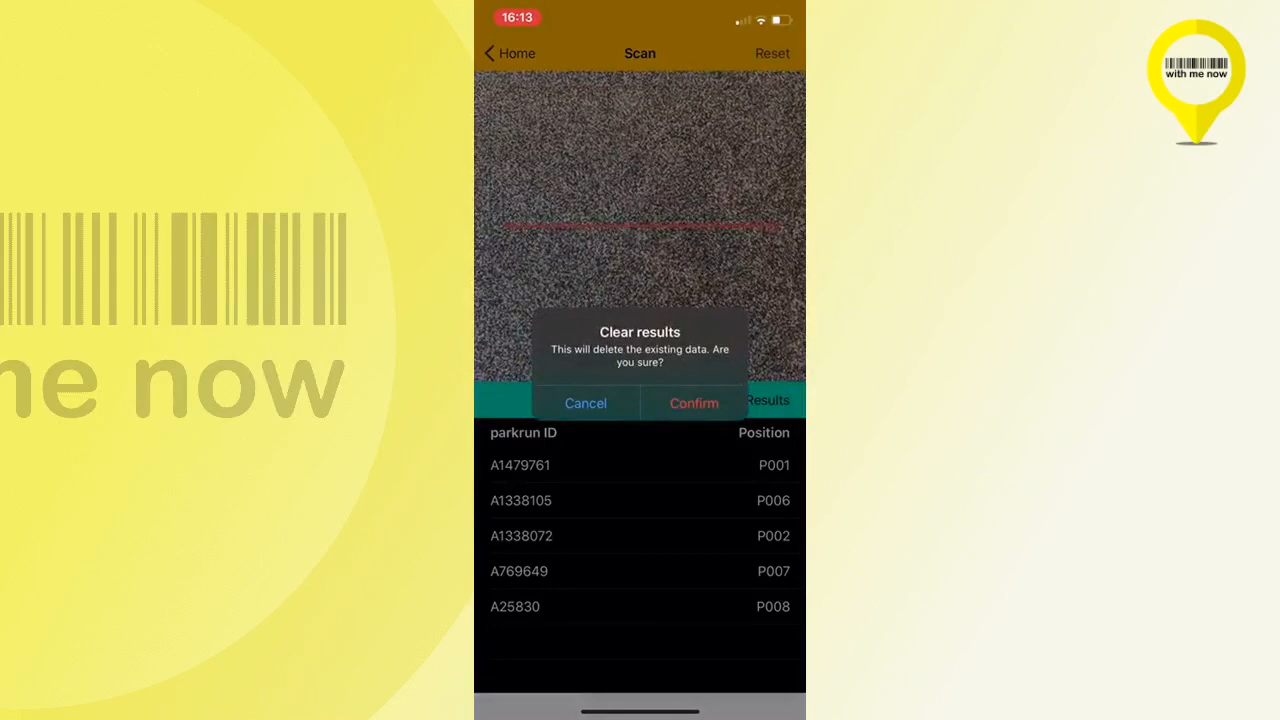 16:13
Home
Scan
Reset
with me now
me now
Clear results
This will delete the existing data. Are
you sure?
Cancel
Confirm
Results
parkrun ID
Position
A1479761
P001
A1338105
P006
A1338072
P002
A769649
P007
A25830
P008